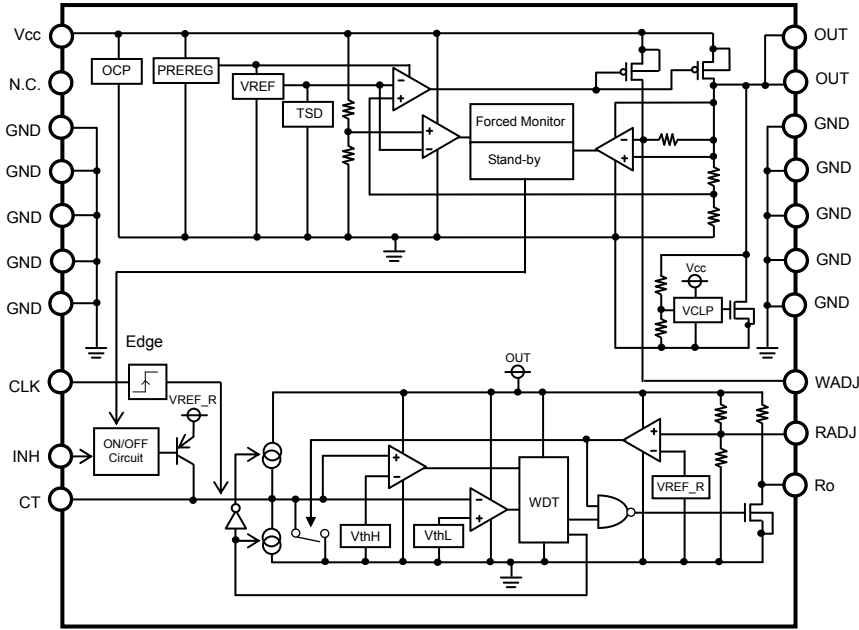 Vcc
N.C.
GND
GND
GND
GND
GND
CLK
INH
CT
OCP
PREREG
VREF
TSD
Forced Monitor
Stand-by
Vcc
VCLP
OUT
OUT
GND
GND
GND
GND
GND
WADJ
RADJ
Ro
Edge
VREF_R
ON/OFF
Circuit
OUT
VthH
VthL
WDT
VREF_R